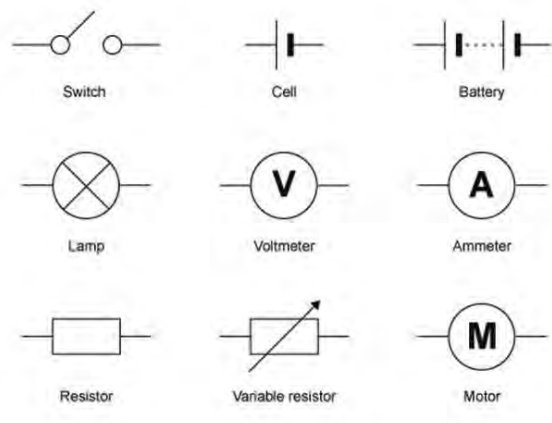 Switch
Cell
Battery
V
A
Lamp
Voltmeter
Ammeter
M
Resistor
Variable resistor
Motor